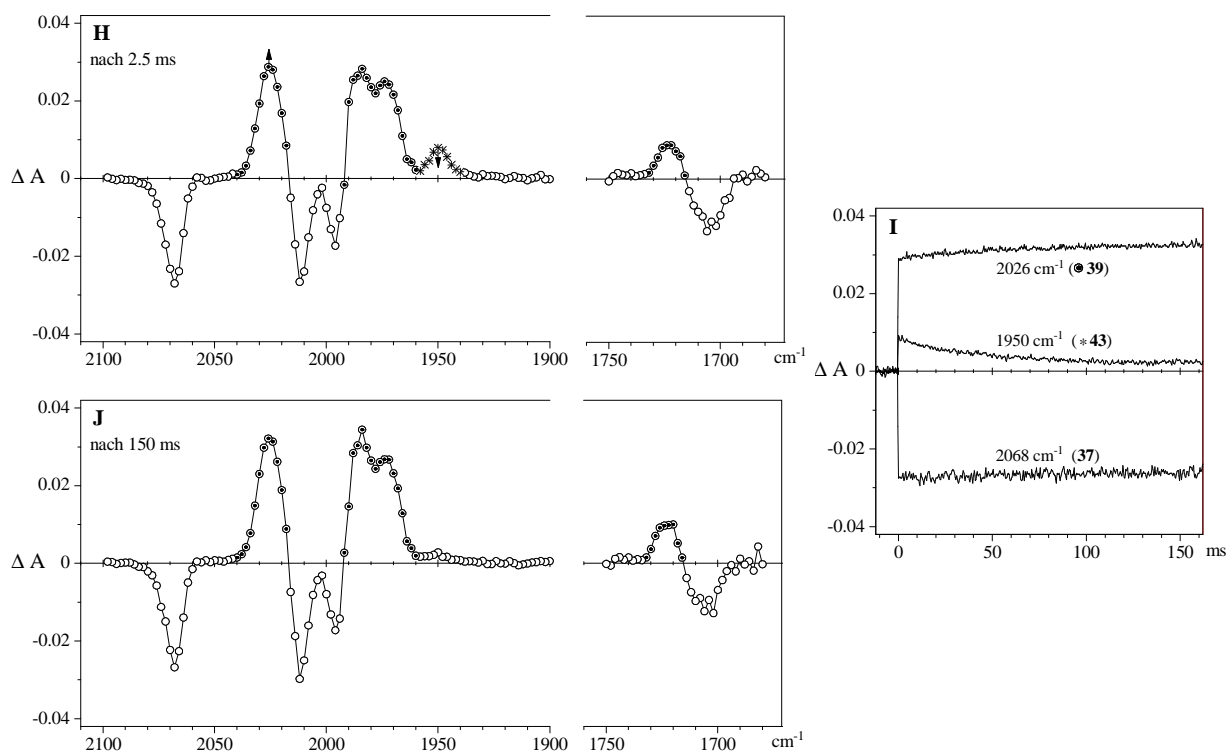 H
nach 2.5 ms
0.04
0.02
Δ A 0
-0.02
-0.04
2100 2050 2000 1950 1900 1750 1700 cm⁻¹
I
0.04
0.02
Δ A 0
-0.02
-0.04
2026 cm⁻¹ (⦿ 39)
1950 cm⁻¹ (* 43)
2068 cm⁻¹ (37)
0 50 100 150 ms
J
nach 150 ms
0.04
0.02
Δ A 0
-0.02
-0.04
2100 2050 2000 1950 1900 1750 1700 cm⁻¹